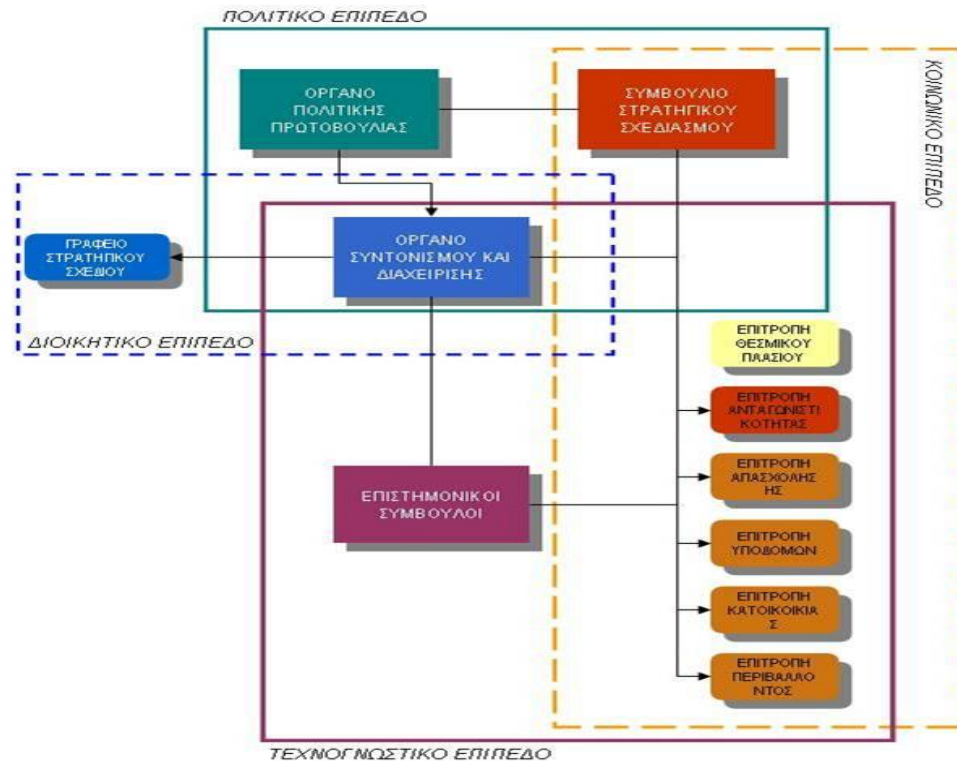 ΠΟΛΙΤΙΚΟ ΕΠΙΠΕΔΟ
ΚΟΙΝΩΝΙΚΟ ΕΠΙΠΕΔΟ
ΟΡΓΑΝΟ
ΠΟΛΙΤΙΚΗΣ
ΠΡΩΤΟΒΟΥΛΙΑΣ
ΣΥΜΒΟΥΛΙΟ
ΣΤΡΑΤΗΓΙΚΟΥ
ΣΧΕΔΙΑΣΜΟΥ
ΓΡΑΦΕΙΟ
ΣΤΡΑΤΗΓΙΚΟΥ
ΣΧΕΔΙΟΥ
ΟΡΓΑΝΟ
ΣΥΝΤΟΝΙΣΜΟΥ ΚΑΙ
ΔΙΑΧΕΙΡΙΣΗΣ
ΔΙΟΙΚΗΤΙΚΟ ΕΠΙΠΕΔΟ
ΕΠΙΤΡΟΠΗ
ΘΕΣΜΙΚΟΥ
ΠΛΑΣΙΟΥ
ΕΠΙΤΡΟΠΗ
ΑΝΤΑΓΩΝΙΣΤΙ
ΚΟΤΗΤΑΣ
ΕΠΙΤΡΟΠΗ
ΑΠΑΣΧΟΛΗΣ
ΗΣ
ΕΠΙΣΤΗΜΟΝΙΚΟΙ
ΣΥΜΒΟΥΛΟΙ
ΕΠΙΤΡΟΠΗ
ΥΠΟΔΟΜΩΝ
ΕΠΙΤΡΟΠΗ
ΚΑΤΟΙΚΟΙΚΙΑ
Σ
ΕΠΙΤΡΟΠΗ
ΠΕΡΙΒΑΛΛΟ
ΝΤΟΣ
ΤΕΧΝΟΓΝΩΣΤΙΚΟ ΕΠΙΠΕΔΟ